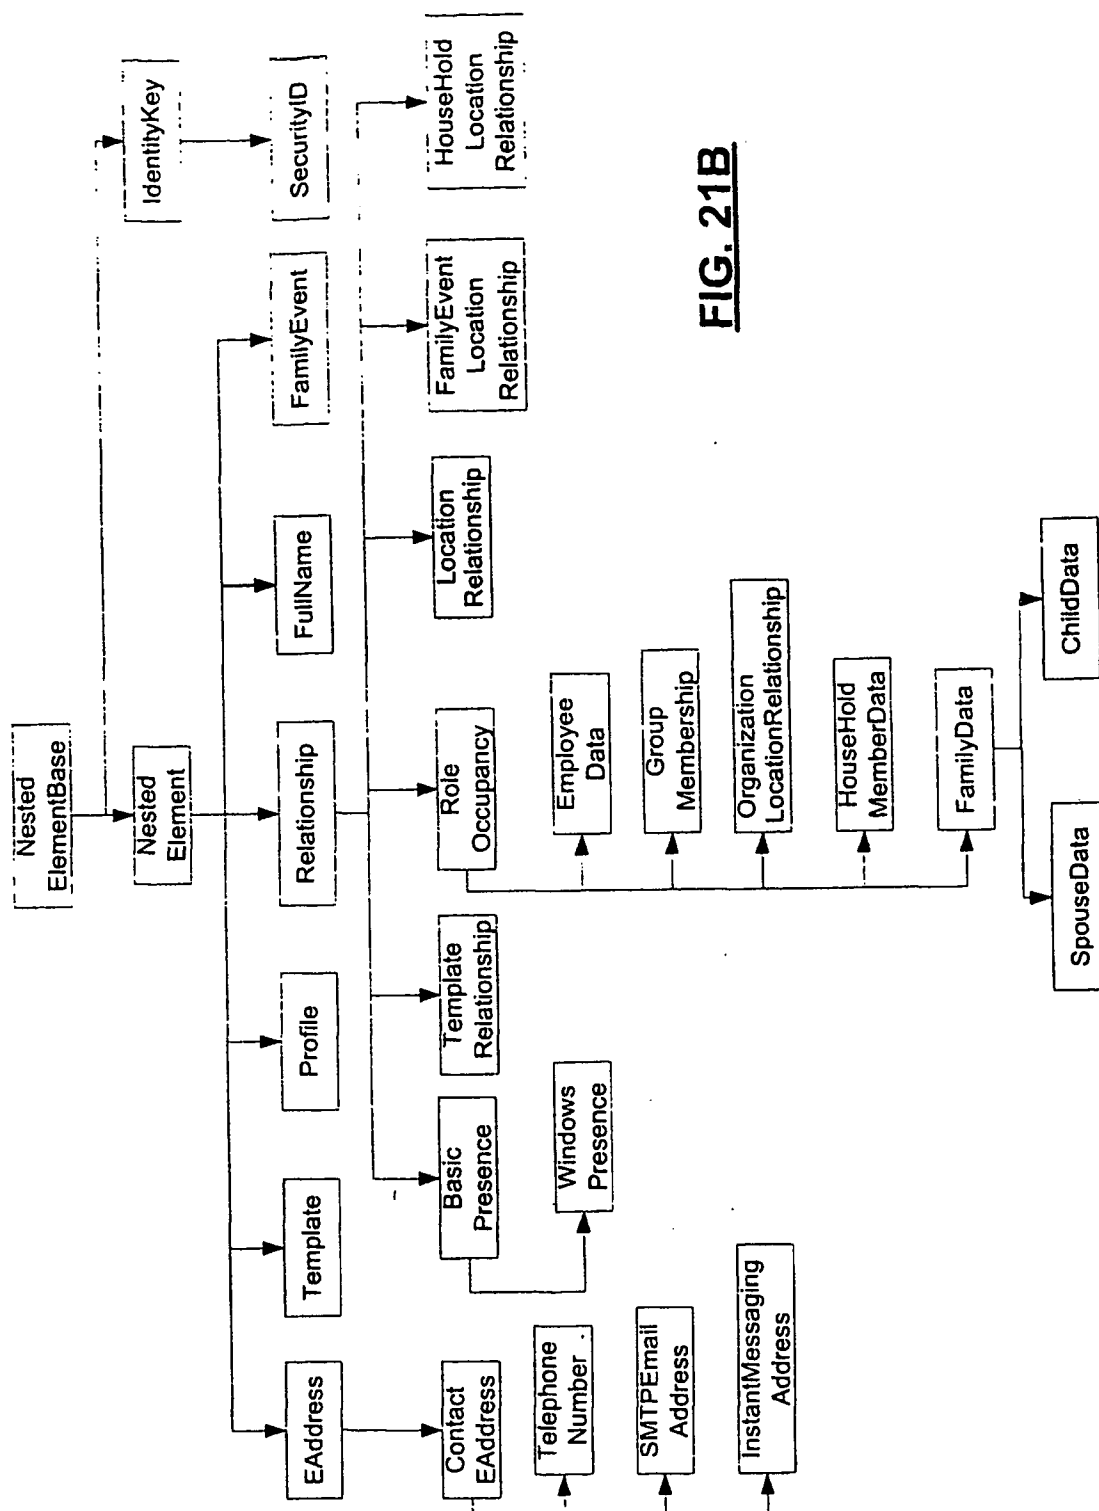 Nested
ElementBase
IdentityKey
Nested
Element
EAddress
Template
Profile
Relationship
FullName
FamilyEvent
SecurityID
Contact
EAddress
Basic
Presence
Template
Relationship
Role
Occupancy
Location
Relationship
FamilyEvent
Location
Relationship
HouseHold
Location
Relationship
Telephone
Number
Windows
Presence
Employee
Data
SMTPEmail
Address
Group
Membership
InstantMessaging
Address
Organization
LocationRelationship
HouseHold
MemberData
FamilyData
SpouseData
ChildData
FIG. 21B